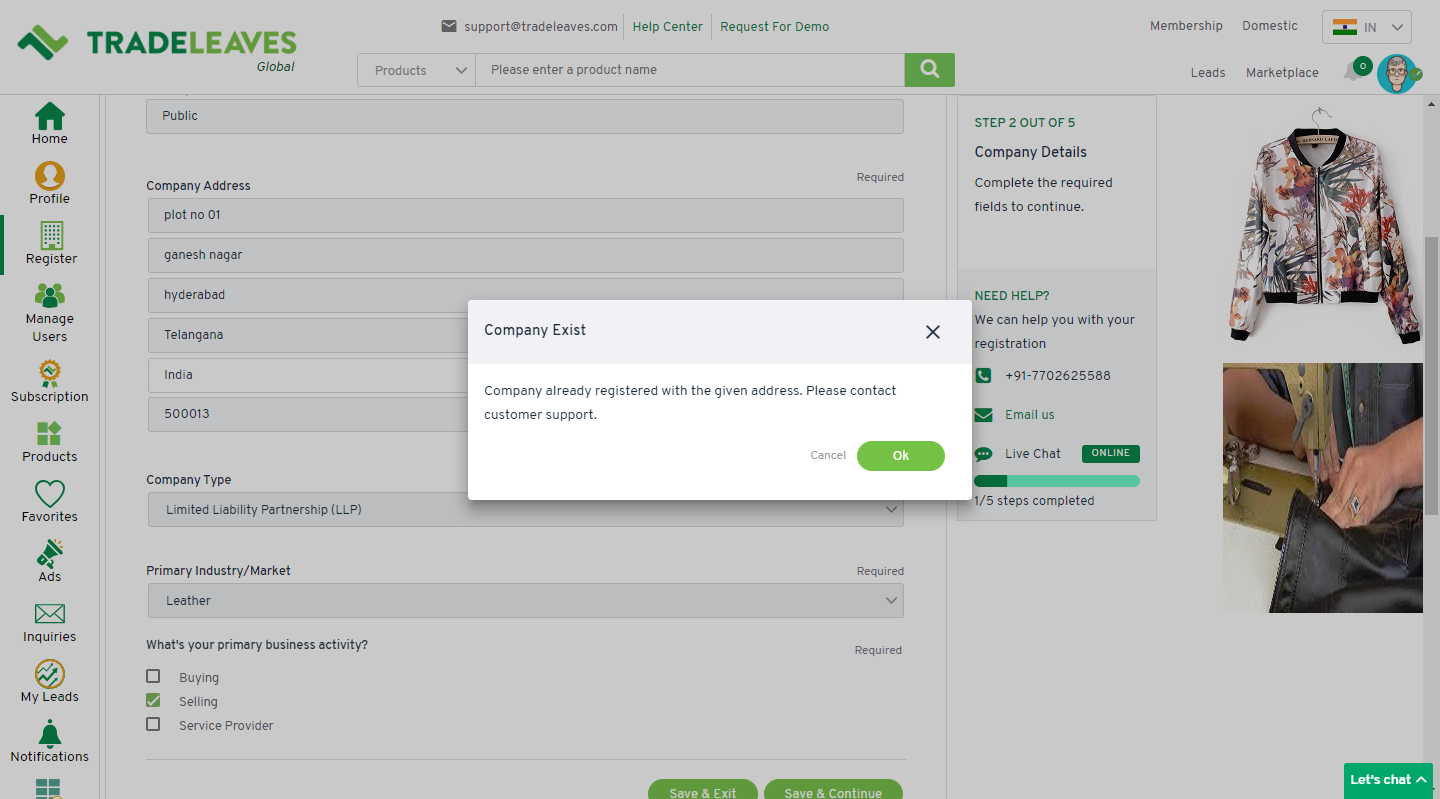 support@tradeleaves.com
Help Center
Request For Demo
Membership
Domestic
IN
TRADELEAVES
Global
Products
Please enter a product name
Leads
Marketplace
0
Home
Profile
Register
Manage
Users
Subscription
Products
Favorites
Ads
Inquiries
My Leads
Notifications
Public
Company Address
Required
plot no 01
ganesh nagar
hyderabad
Telangana
India
500013
Company Type
Limited Liability Partnership (LLP)
Primary Industry/Market
Required
Leather
What's your primary business activity?
Required
Buying
Selling
Service Provider
Save & Exit
Save & Continue
Company Exist
Company already registered with the given address. Please contact
customer support.
Cancel
Ok
STEP 2 OUT OF 5
Company Details
Complete the required
fields to continue.
NEED HELP?
We can help you with your
registration
+91-7702625588
Email us
Live Chat
ONLINE
1/5 steps completed
Let's chat